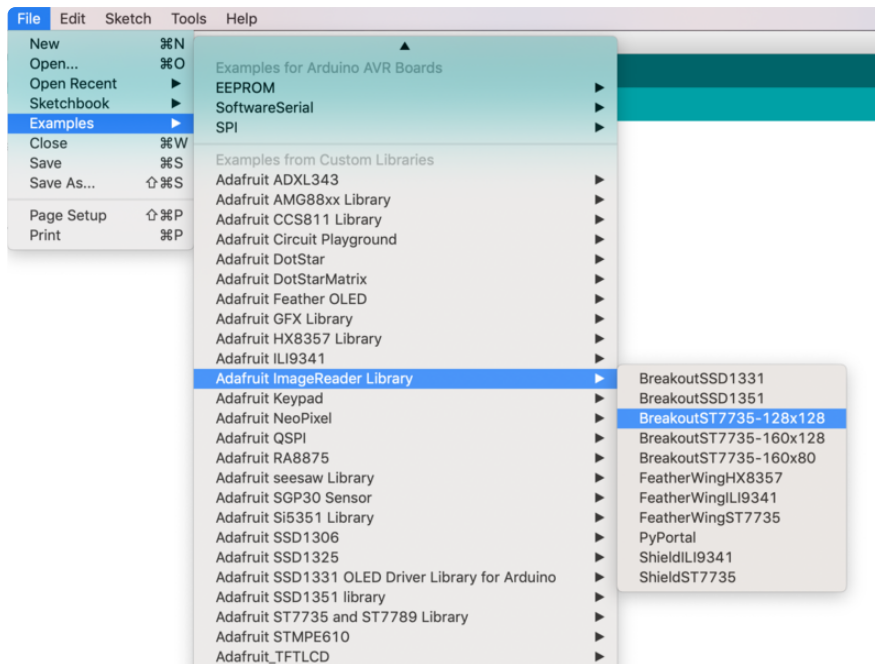 File Edit Sketch Tools Help
New ⌘N
Open... ⌘O
Open Recent ▶
Sketchbook ▶
Examples ▶
Close ⌘W
Save ⌘S
Save As... ⇧⌘S
Page Setup ⇧⌘P
Print ⌘P
▲
Examples for Arduino AVR Boards
EEPROM ▶
SoftwareSerial ▶
SPI ▶
Examples from Custom Libraries
Adafruit ADXL343 ▶
Adafruit AMG88xx Library ▶
Adafruit CCS811 Library ▶
Adafruit Circuit Playground ▶
Adafruit DotStar ▶
Adafruit DotStarMatrix ▶
Adafruit Feather OLED ▶
Adafruit GFX Library ▶
Adafruit HX8357 Library ▶
Adafruit ILI9341 ▶
Adafruit ImageReader Library ▶
Adafruit Keypad ▶
Adafruit NeoPixel ▶
Adafruit QSPI ▶
Adafruit RA8875 ▶
Adafruit seesaw Library ▶
Adafruit SGP30 Sensor ▶
Adafruit Si5351 Library ▶
Adafruit SSD1306 ▶
Adafruit SSD1325 ▶
Adafruit SSD1331 OLED Driver Library for Arduino ▶
Adafruit SSD1351 library ▶
Adafruit ST7735 and ST7789 Library ▶
Adafruit STMPE610 ▶
Adafruit_TFTLCD ▶
BreakoutSSD1331
BreakoutSSD1351
BreakoutST7735-128x128
BreakoutST7735-160x128
BreakoutST7735-160x80
FeatherWingHX8357
FeatherWingILI9341
FeatherWingST7735
PyPortal
ShieldILI9341
ShieldST7735